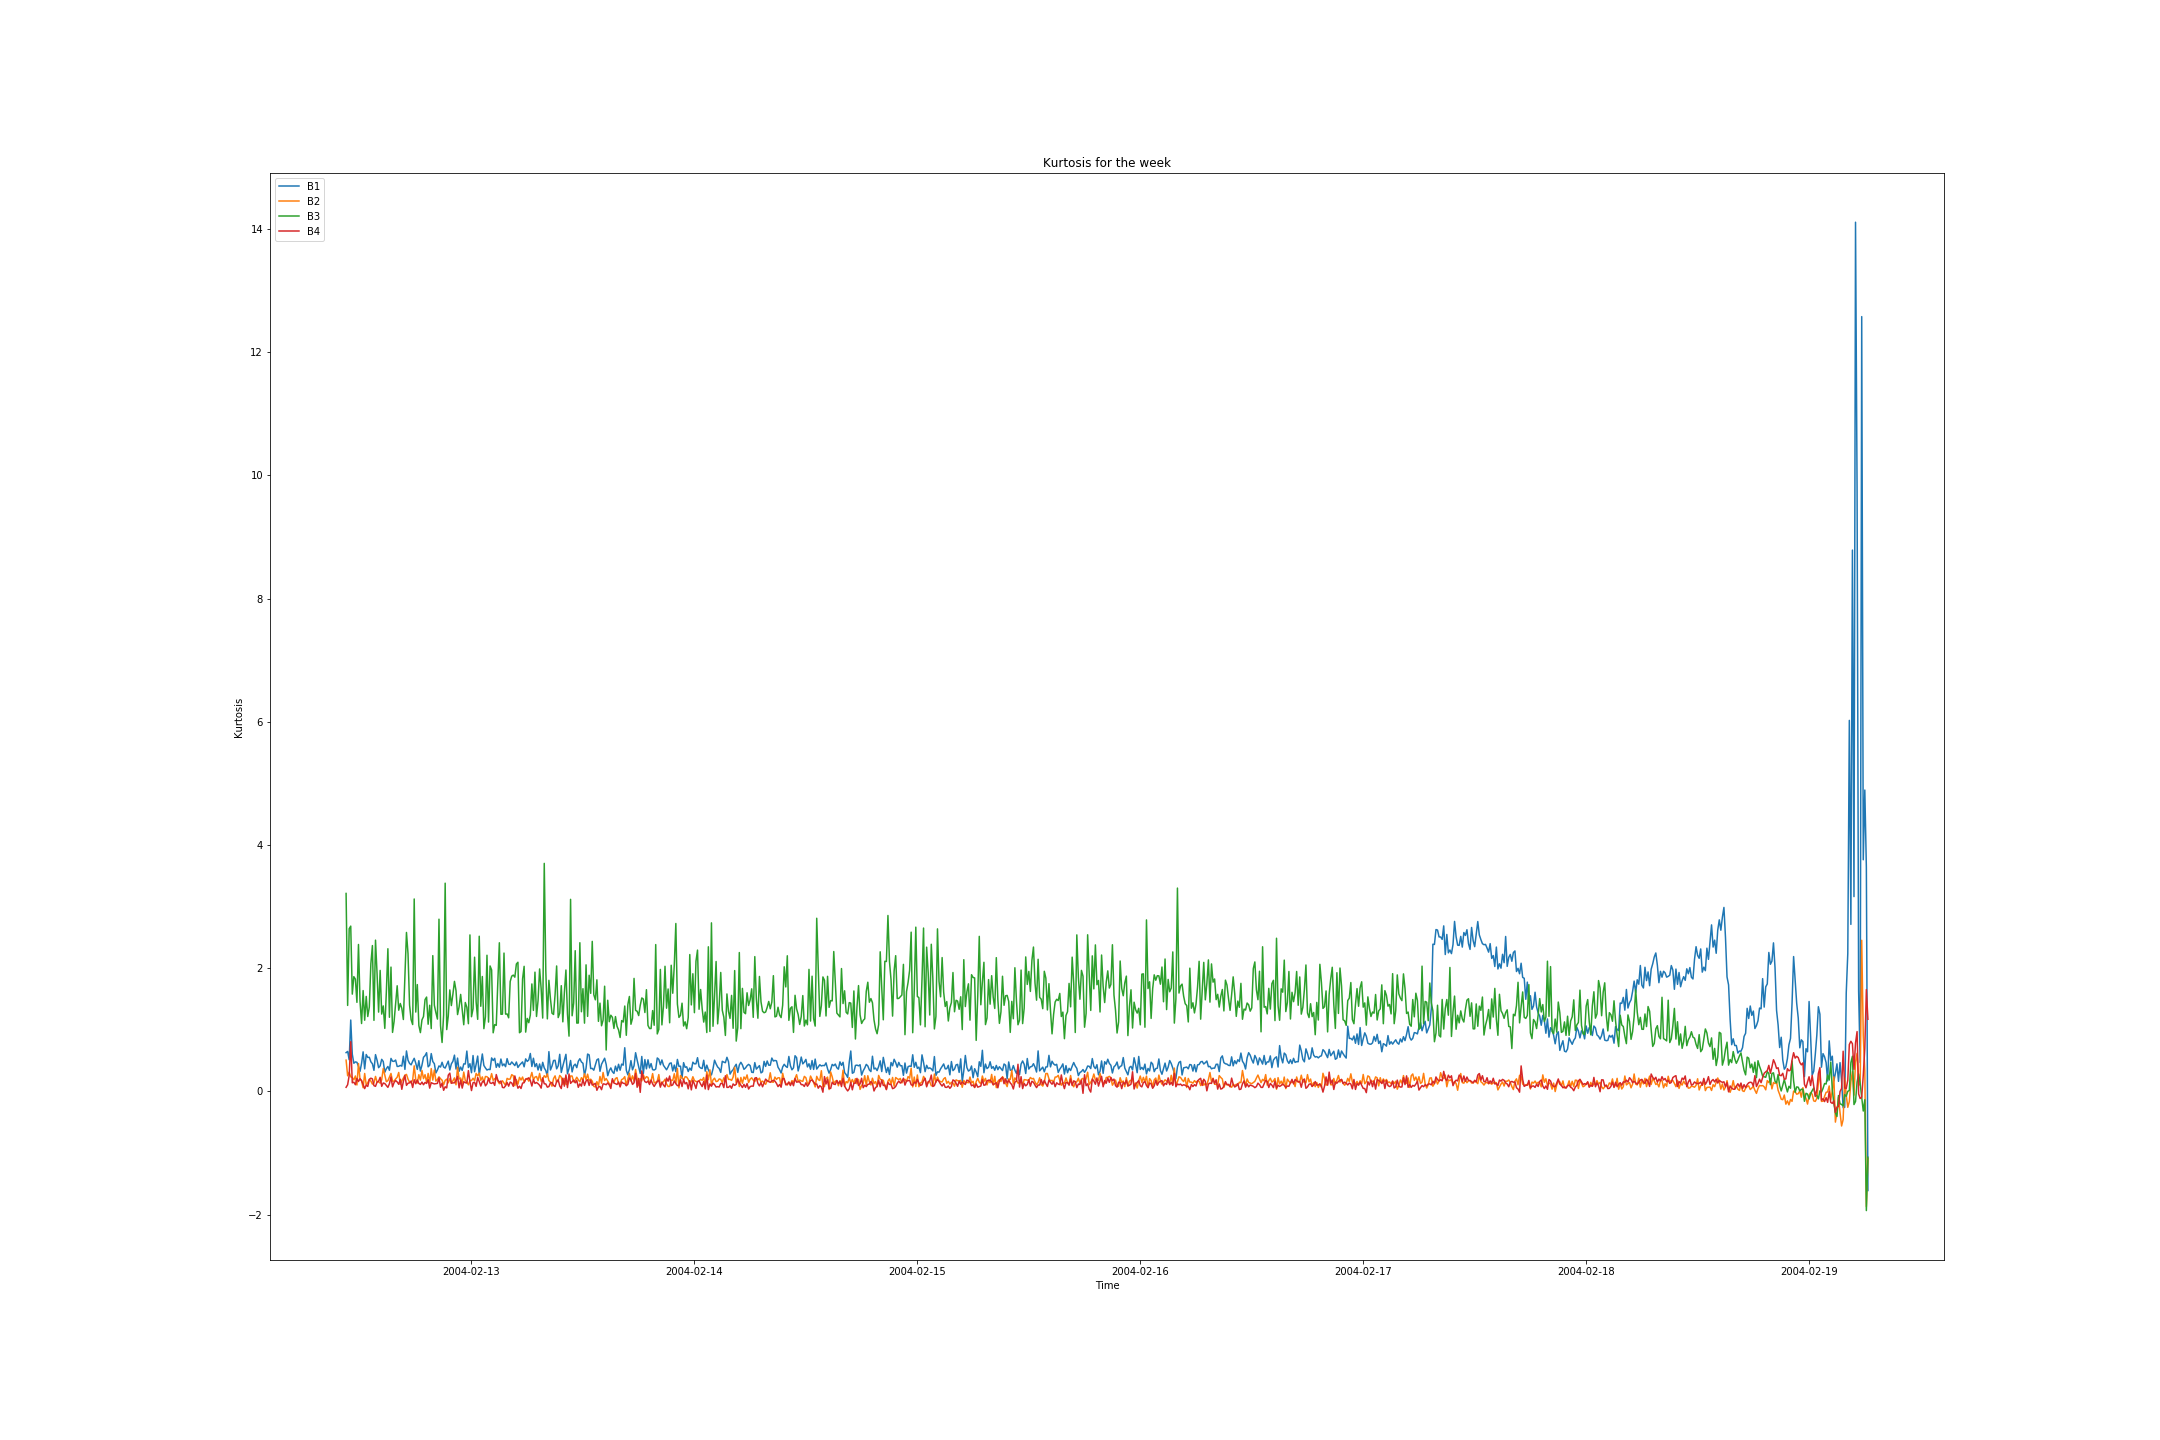 Kurtosis for the week
B1
B2
B3
B4
14
12
10
8
6
4
2
0
−2
Kurtosis
2004-02-13 2004-02-14 2004-02-15 2004-02-16 2004-02-17 2004-02-18 2004-02-19
Time